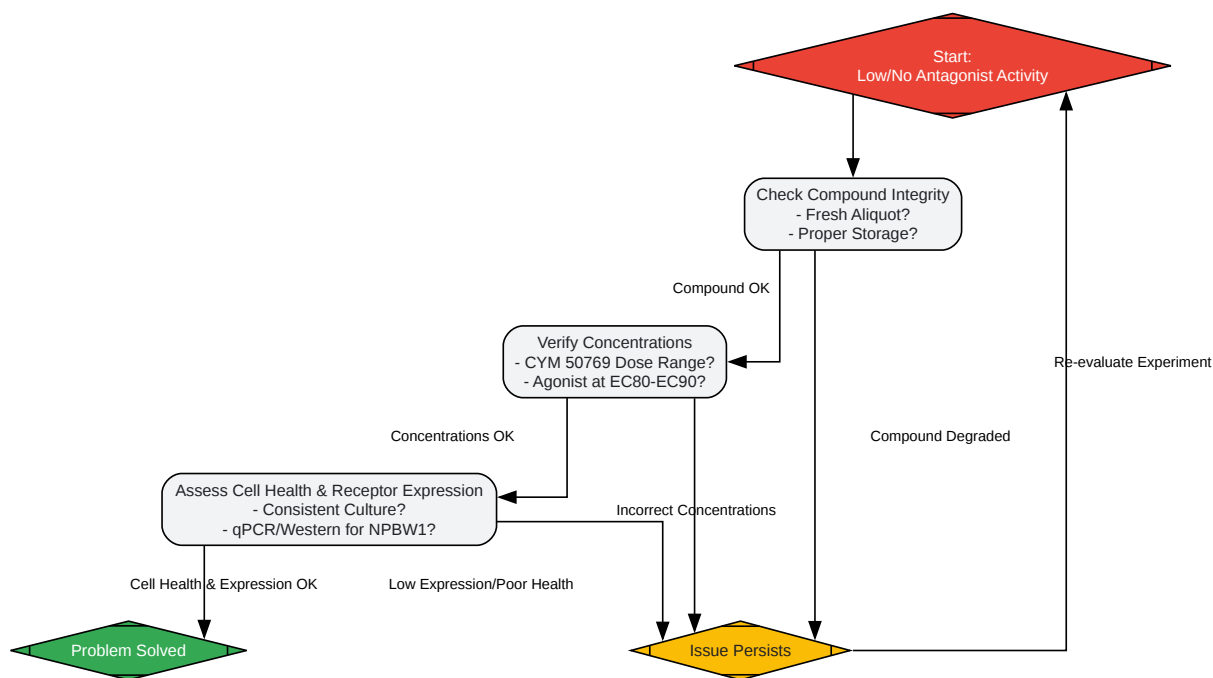 Start:
Low/No Antagonist Activity
Check Compound Integrity
- Fresh Aliquot?
- Proper Storage?
Compound OK
Verify Concentrations
- CYM 50769 Dose Range?
- Agonist at EC80-EC90?
Re-evaluate Experiment
Concentrations OK
Compound Degraded
Assess Cell Health & Receptor Expression
- Consistent Culture?
- qPCR/Western for NPBW1?
Incorrect Concentrations
Cell Health & Expression OK
Low Expression/Poor Health
Problem Solved
Issue Persists